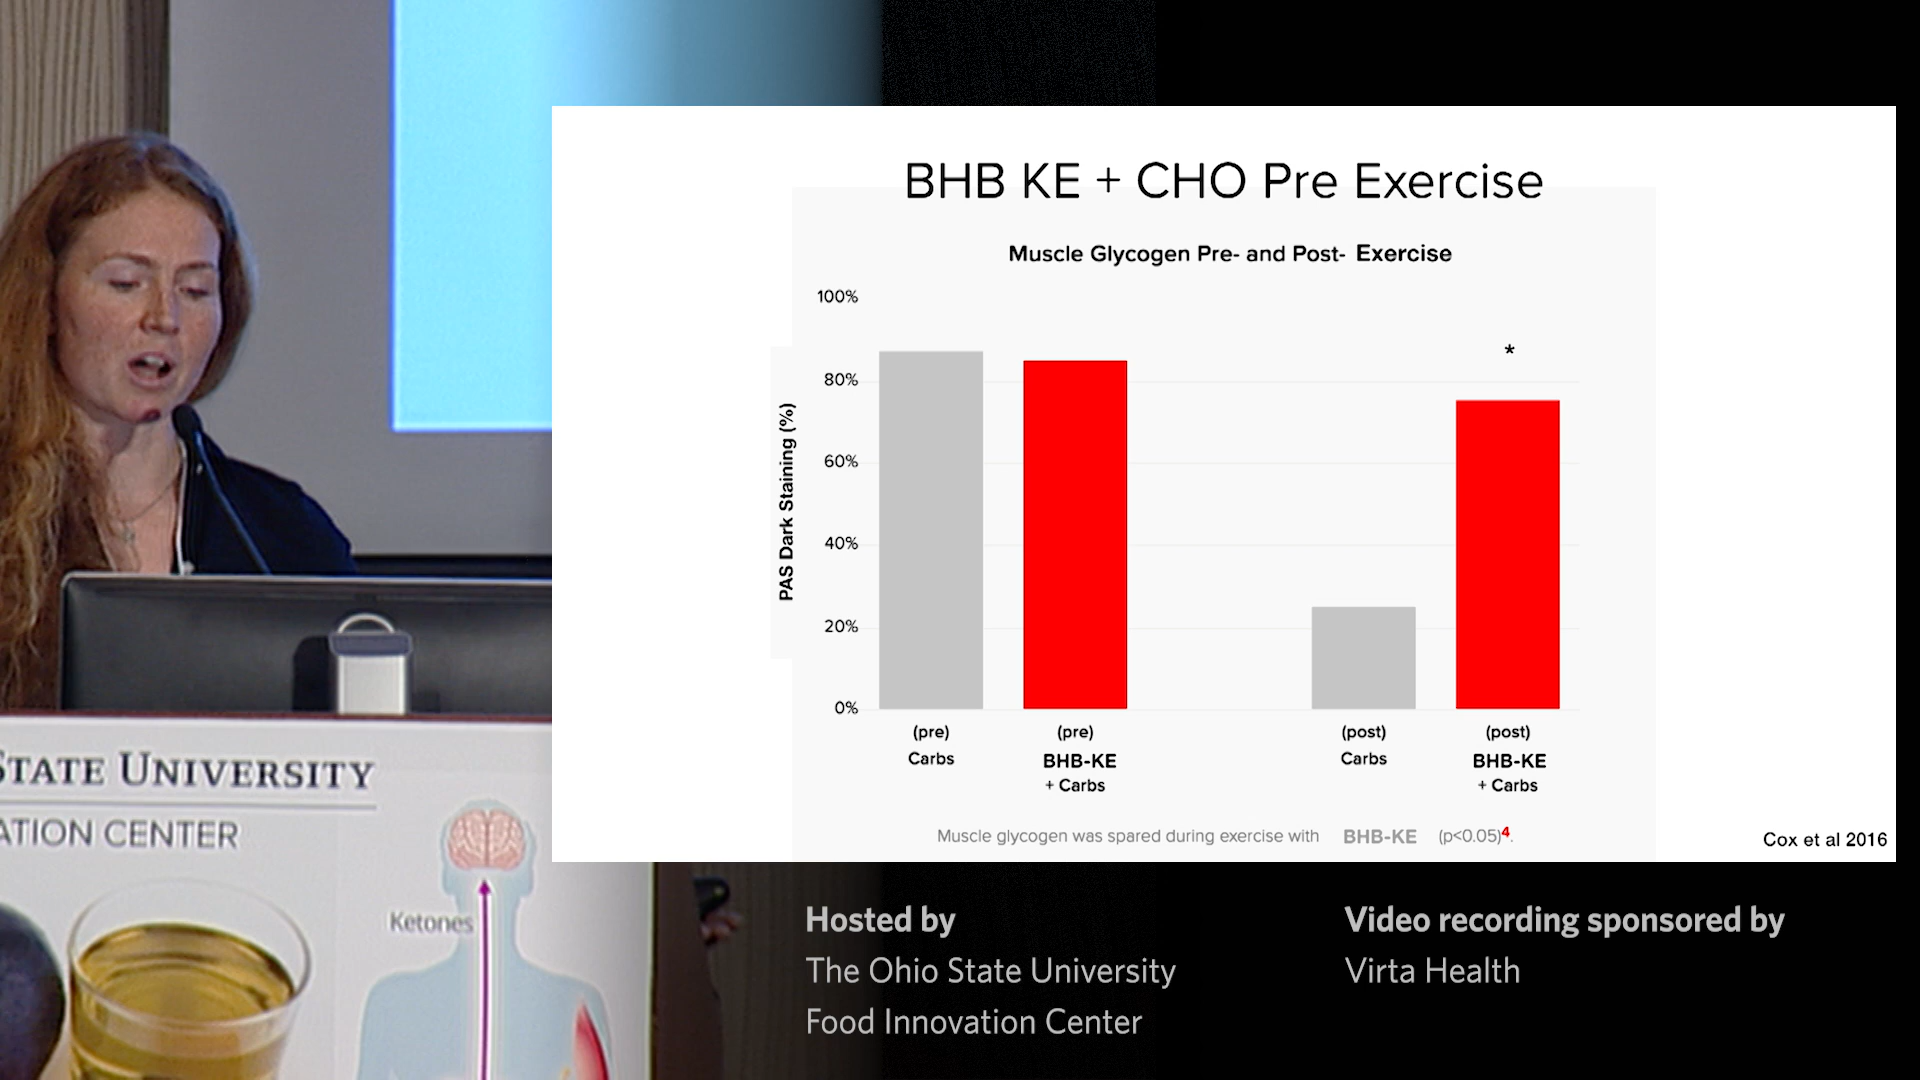 BHB KE + CHO Pre Exercise
Muscle Glycogen Pre- and Post- Exercise
100%
80%
60%
40%
20%
0%
PAS Dark Staining (%)
*
(pre)
Carbs
(pre)
BHB-KE
+ Carbs
(post)
Carbs
(post)
BHB-KE
+ Carbs
Muscle glycogen was spared during exercise with BHB-KE (p<0.05)4.
Cox et al 2016
STATE UNIVERSITY
ATION CENTER
Ketones
Hosted by
The Ohio State University
Food Innovation Center
Video recording sponsored by
Virta Health